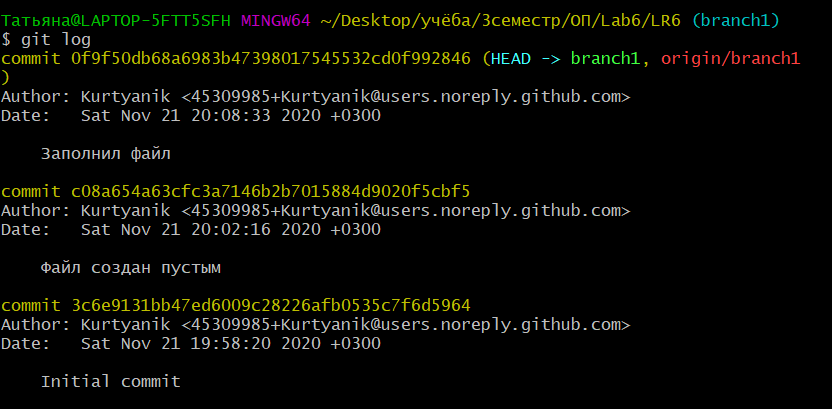 Татьяна@LAPTOP-5FTT5SFH MINGW64 ~/Desktop/учёба/3семестр/ОП/Lab6/LR6 (branch1)
$ git log
commit 0f9f50db68a6983b47398017545532cd0f992846 (HEAD -> branch1, origin/branch1
)
Author: Kurtyanik <45309985+Kurtyanik@users.noreply.github.com>
Date:   Sat Nov 21 20:08:33 2020 +0300
Заполнил файл
commit c08a654a63cfc3a7146b2b7015884d9020f5cbf5
Author: Kurtyanik <45309985+Kurtyanik@users.noreply.github.com>
Date:   Sat Nov 21 20:02:16 2020 +0300
Файл создан пустым
commit 3c6e9131bb47ed6009c28226afb0535c7f6d5964
Author: Kurtyanik <45309985+Kurtyanik@users.noreply.github.com>
Date:   Sat Nov 21 19:58:20 2020 +0300
Initial commit